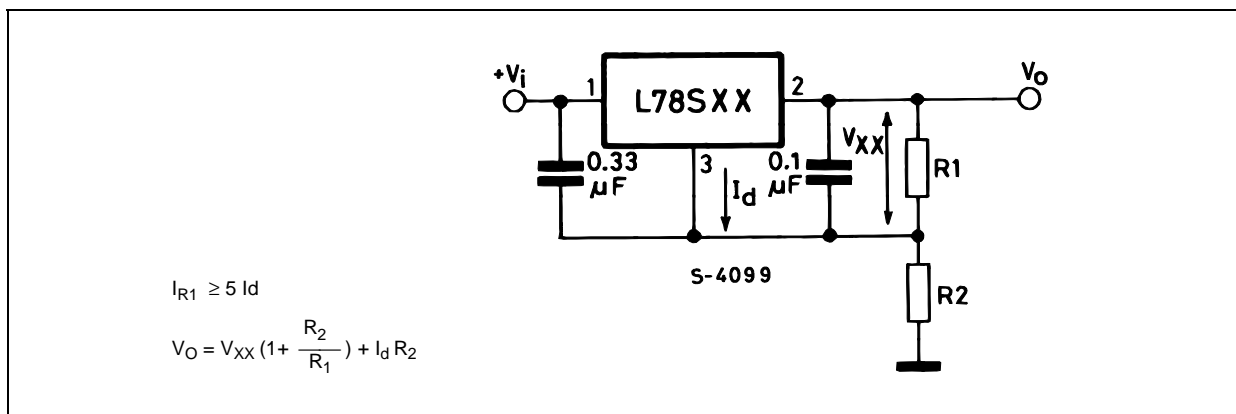 +Vi
1
L78SXX
2
Vo
0.33
µF
3
Id
0.1
µF
VXX
R1
S-4099
R2
IR1 ≥ 5 Id
VO = VXX (1+ R2/R1) + Id R2